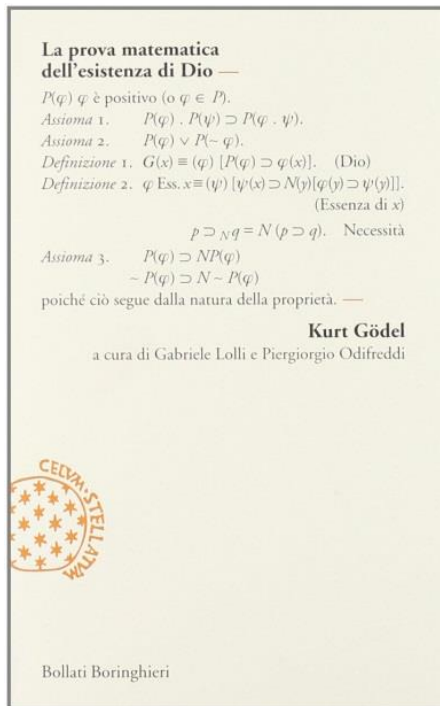 La prova matematica
dell'esistenza di Dio —
P(φ) φ è positivo (o φ ∈ P).
Assioma 1. P(φ) . P(ψ) ⊃ P(φ . ψ).
Assioma 2. P(φ) ∨ P(~ φ).
Definizione 1. G(x) ≡ (φ) [P(φ) ⊃ φ(x)]. (Dio)
Definizione 2. φ Ess. x ≡ (ψ) [ψ(x) ⊃ N(y)[φ(y) ⊃ ψ(y)]].
(Essenza di x)
p ⊃ N q = N (p ⊃ q). Necessità
Assioma 3. P(φ) ⊃ NP(φ)
~ P(φ) ⊃ N ~ P(φ)
poiché ciò segue dalla natura della proprietà. —
Kurt Gödel
a cura di Gabriele Lolli e Piergiorgio Odifreddi
CELVM · STELLATVM
Bollati Boringhieri